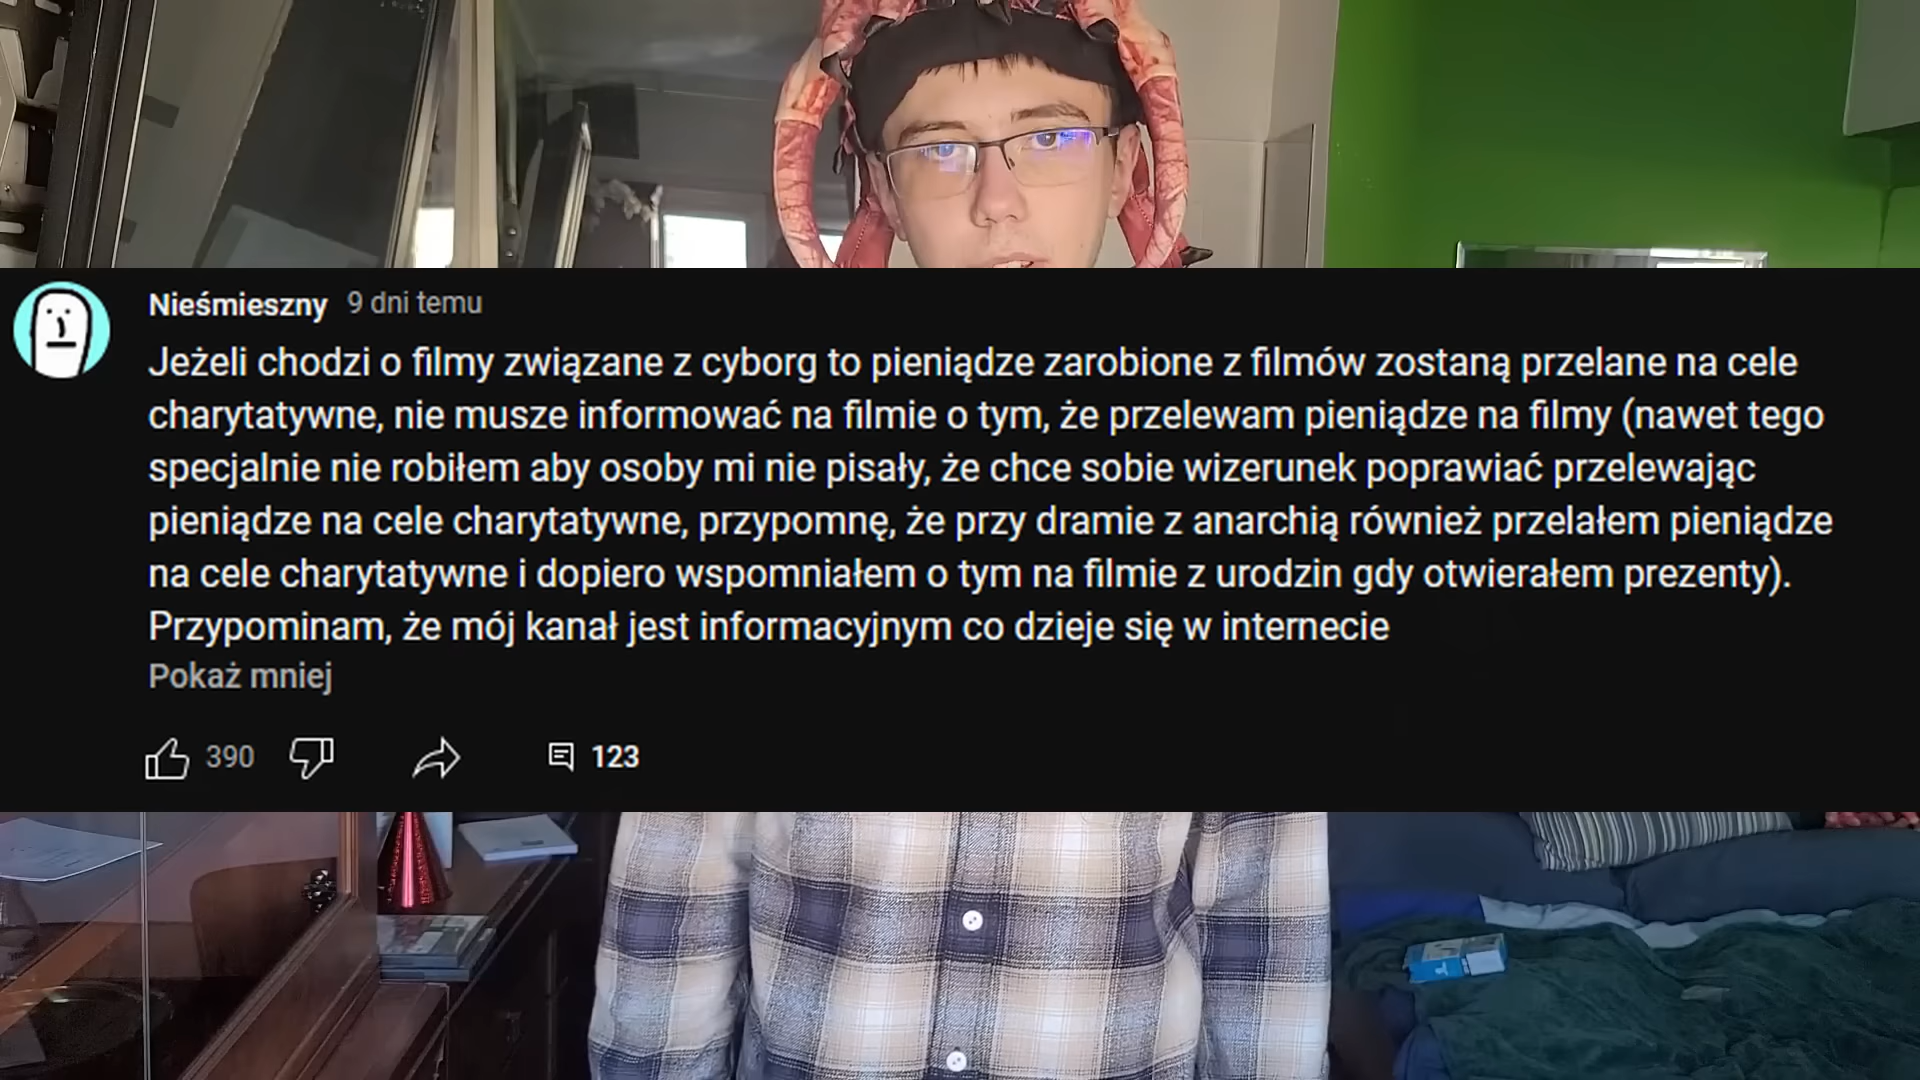 Nieśmieszny 9 dni temu
Jeżeli chodzi o filmy związane z cyborg to pieniądze zarobione z filmów zostaną przelane na cele
charytatywne, nie musze informować na filmie o tym, że przelewam pieniądze na filmy (nawet tego
specjalnie nie robiłem aby osoby mi nie pisały, że chce sobie wizerunek poprawiać przelewając
pieniądze na cele charytatywne, przypomnę, że przy dramie z anarchią również przelałem pieniądze
na cele charytatywne i dopiero wspomniałem o tym na filmie z urodzin gdy otwierałem prezenty).
Przypominam, że mój kanał jest informacyjnym co dzieje się w internecie
Pokaż mniej
390 123